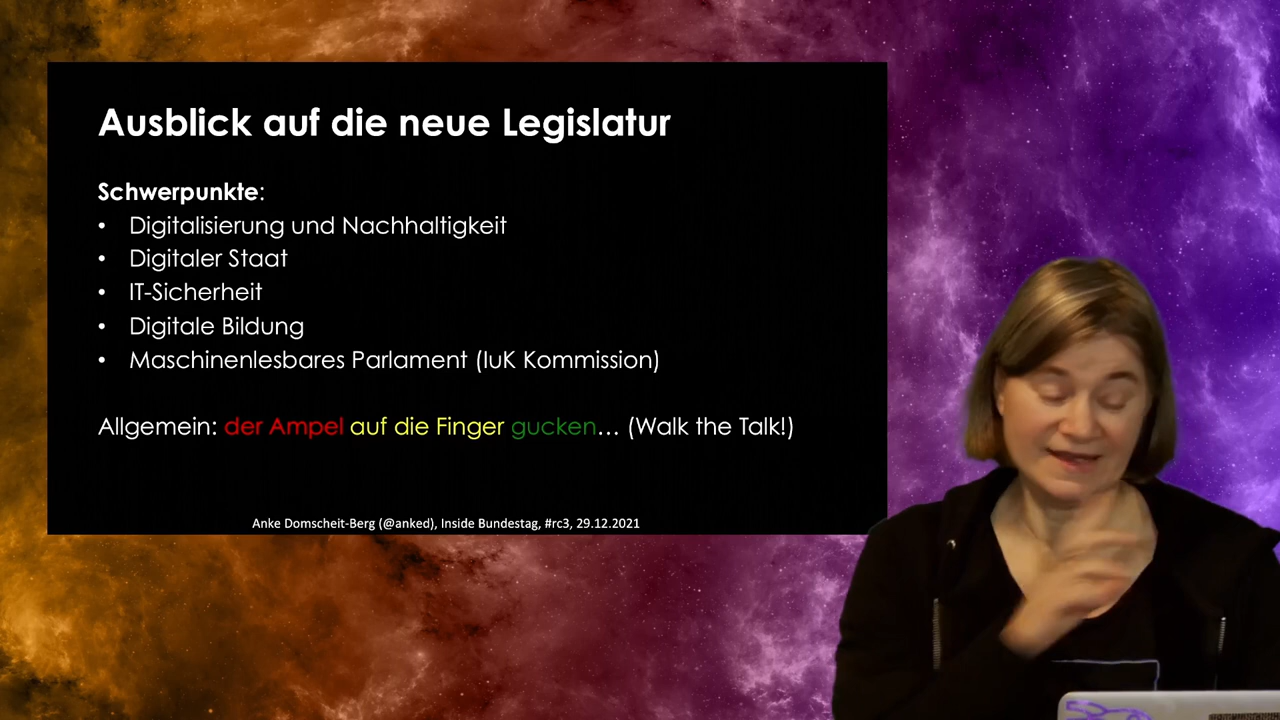 Ausblick auf die neue Legislatur
Schwerpunkte:
• Digitalisierung und Nachhaltigkeit
• Digitaler Staat
• IT-Sicherheit
• Digitale Bildung
• Maschinenlesbares Parlament (IuK Kommission)
Allgemein: der Ampel auf die Finger gucken… (Walk the Talk!)
Anke Domscheit-Berg (@anked), Inside Bundestag, #rc3, 29.12.2021